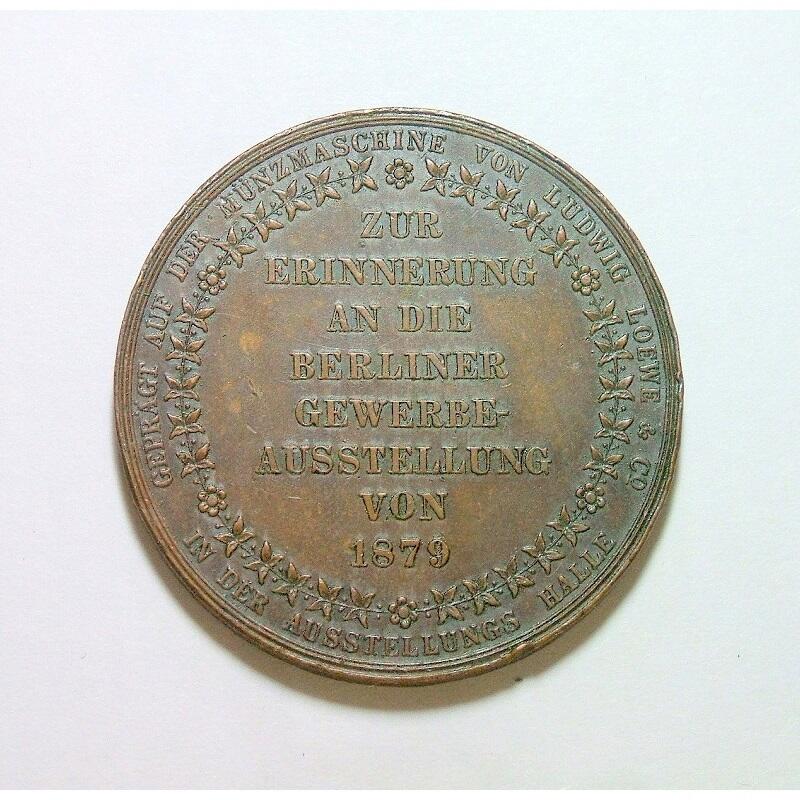 GEPRÄGT AUF DER MÜNZMASCHINE VON LUDWIG LOEWE & CO
IN DER AUSSTELLUNGS HALLE
ZUR
ERINNERUNG
AN DIE
BERLINER
GEWERBE-
AUSSTELLUNG
VON
1879